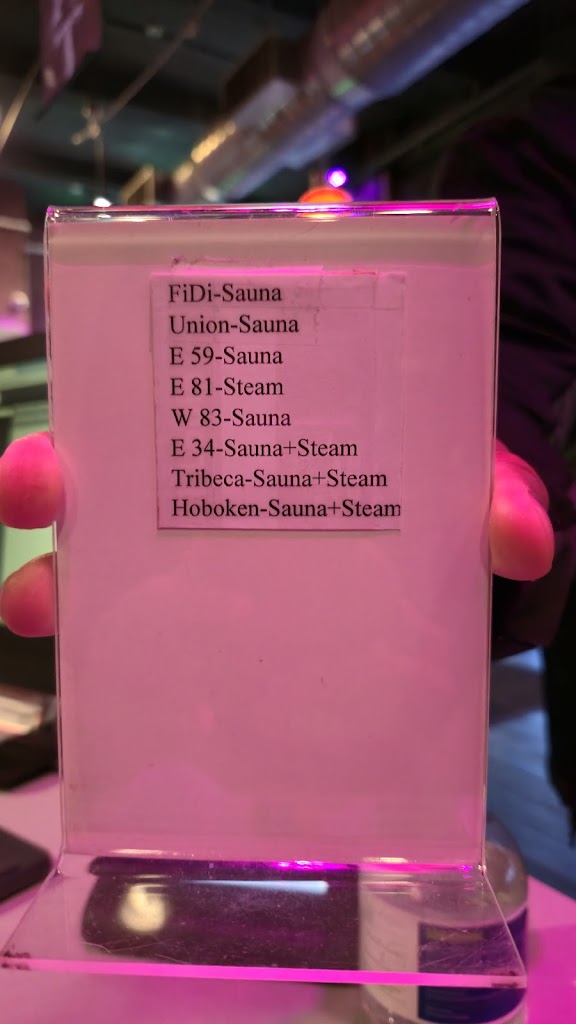 FiDi-Sauna
Union-Sauna
E 59-Sauna
E 81-Steam
W 83-Sauna
E 34-Sauna+Steam
Tribeca-Sauna+Steam
Hoboken-Sauna+Steam